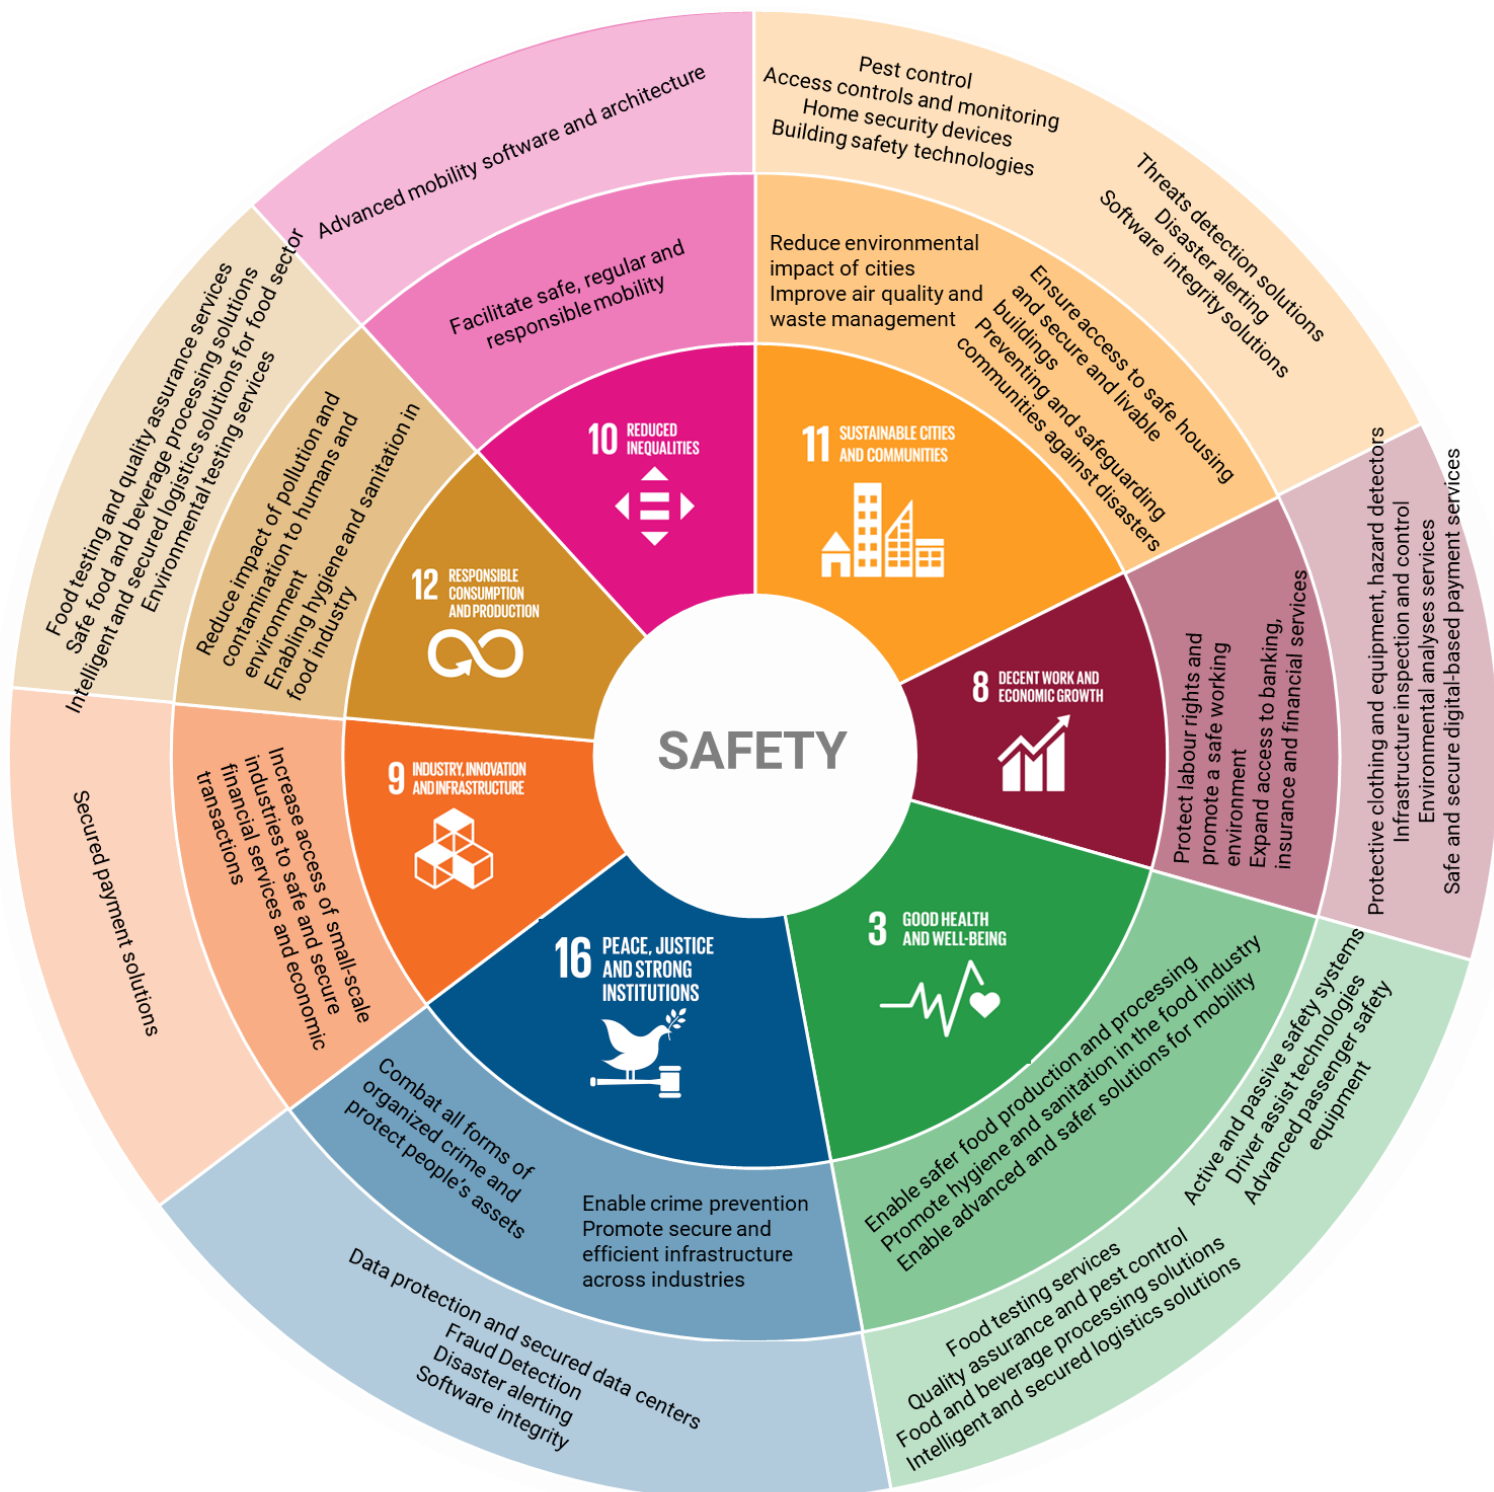 SAFETY
11 SUSTAINABLE CITIES
AND COMMUNITIES
Reduce environmental
impact of cities
Improve air quality and
waste management
Ensure access to safe housing
and secure and livable
buildings
Preventing and safeguarding
communities against disasters
Pest control
Access controls and monitoring
Home security devices
Building safety technologies
Threats detection solutions
Disaster alerting
Software integrity solutions
8 DECENT WORK AND
ECONOMIC GROWTH
Protect labour rights and
promote a safe working
environment
Expand access to banking,
insurance and financial services
Protective clothing and equipment, hazard detectors
Infrastructure inspection and control
Environmental analyses services
Safe and secure digital-based payment services
3 GOOD HEALTH
AND WELL-BEING
Enable safer food production and processing
Promote hygiene and sanitation in the food industry
Enable advanced and safer solutions for mobility
Active and passive safety systems
Driver assist technologies
Advanced passenger safety
equipment
Food testing services
Quality assurance and pest control
Food and beverage processing solutions
Intelligent and secured logistics solutions
16 PEACE, JUSTICE
AND STRONG
INSTITUTIONS
Combat all forms of
organized crime and
protect people's assets
Enable crime prevention
Promote secure and
efficient infrastructure
across industries
Data protection and secured data centers
Fraud Detection
Disaster alerting
Software integrity
9 INDUSTRY, INNOVATION
AND INFRASTRUCTURE
Increase access of small-scale
industries to safe and secure
financial services and economic
transactions
Secured payment solutions
12 RESPONSIBLE
CONSUMPTION
AND PRODUCTION
Reduce impact of pollution and
contamination to humans and
environment
Enabling hygiene and sanitation in
food industry
Food testing and quality assurance services
Safe food and beverage processing solutions
Intelligent and secured logistics solutions for food sector
Environmental testing services
10 REDUCED
INEQUALITIES
Facilitate safe, regular and
responsible mobility
Advanced mobility software and architecture